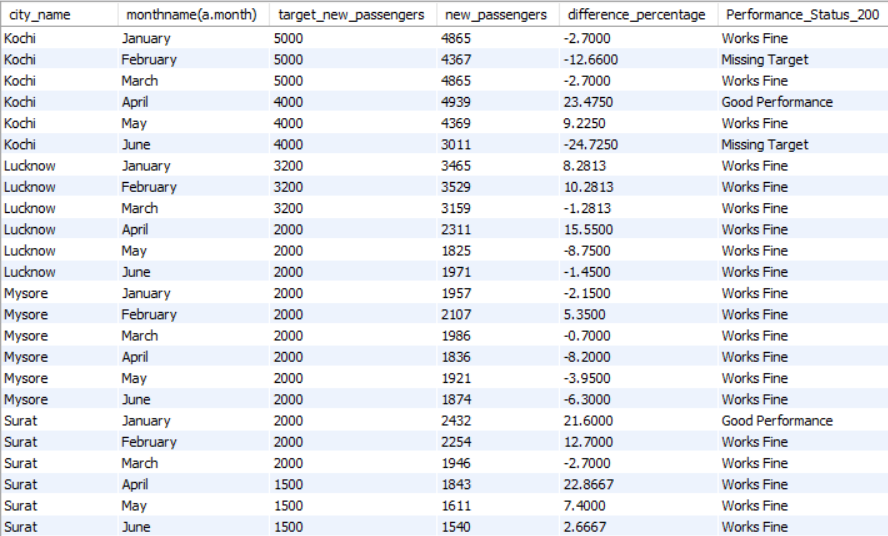 city_name monthname(a.month) target_new_passengers new_passengers difference_percentage Performance_Status_200
Kochi January 5000 4865 -2.7000 Works Fine
Kochi February 5000 4367 -12.6600 Missing Target
Kochi March 5000 4865 -2.7000 Works Fine
Kochi April 4000 4939 23.4750 Good Performance
Kochi May 4000 4369 9.2250 Works Fine
Kochi June 4000 3011 -24.7250 Missing Target
Lucknow January 3200 3465 8.2813 Works Fine
Lucknow February 3200 3529 10.2813 Works Fine
Lucknow March 3200 3159 -1.2813 Works Fine
Lucknow April 2000 2311 15.5500 Works Fine
Lucknow May 2000 1825 -8.7500 Works Fine
Lucknow June 2000 1971 -1.4500 Works Fine
Mysore January 2000 1957 -2.1500 Works Fine
Mysore February 2000 2107 5.3500 Works Fine
Mysore March 2000 1986 -0.7000 Works Fine
Mysore April 2000 1836 -8.2000 Works Fine
Mysore May 2000 1921 -3.9500 Works Fine
Mysore June 2000 1874 -6.3000 Works Fine
Surat January 2000 2432 21.6000 Good Performance
Surat February 2000 2254 12.7000 Works Fine
Surat March 2000 1946 -2.7000 Works Fine
Surat April 1500 1843 22.8667 Works Fine
Surat May 1500 1611 7.4000 Works Fine
Surat June 1500 1540 2.6667 Works Fine